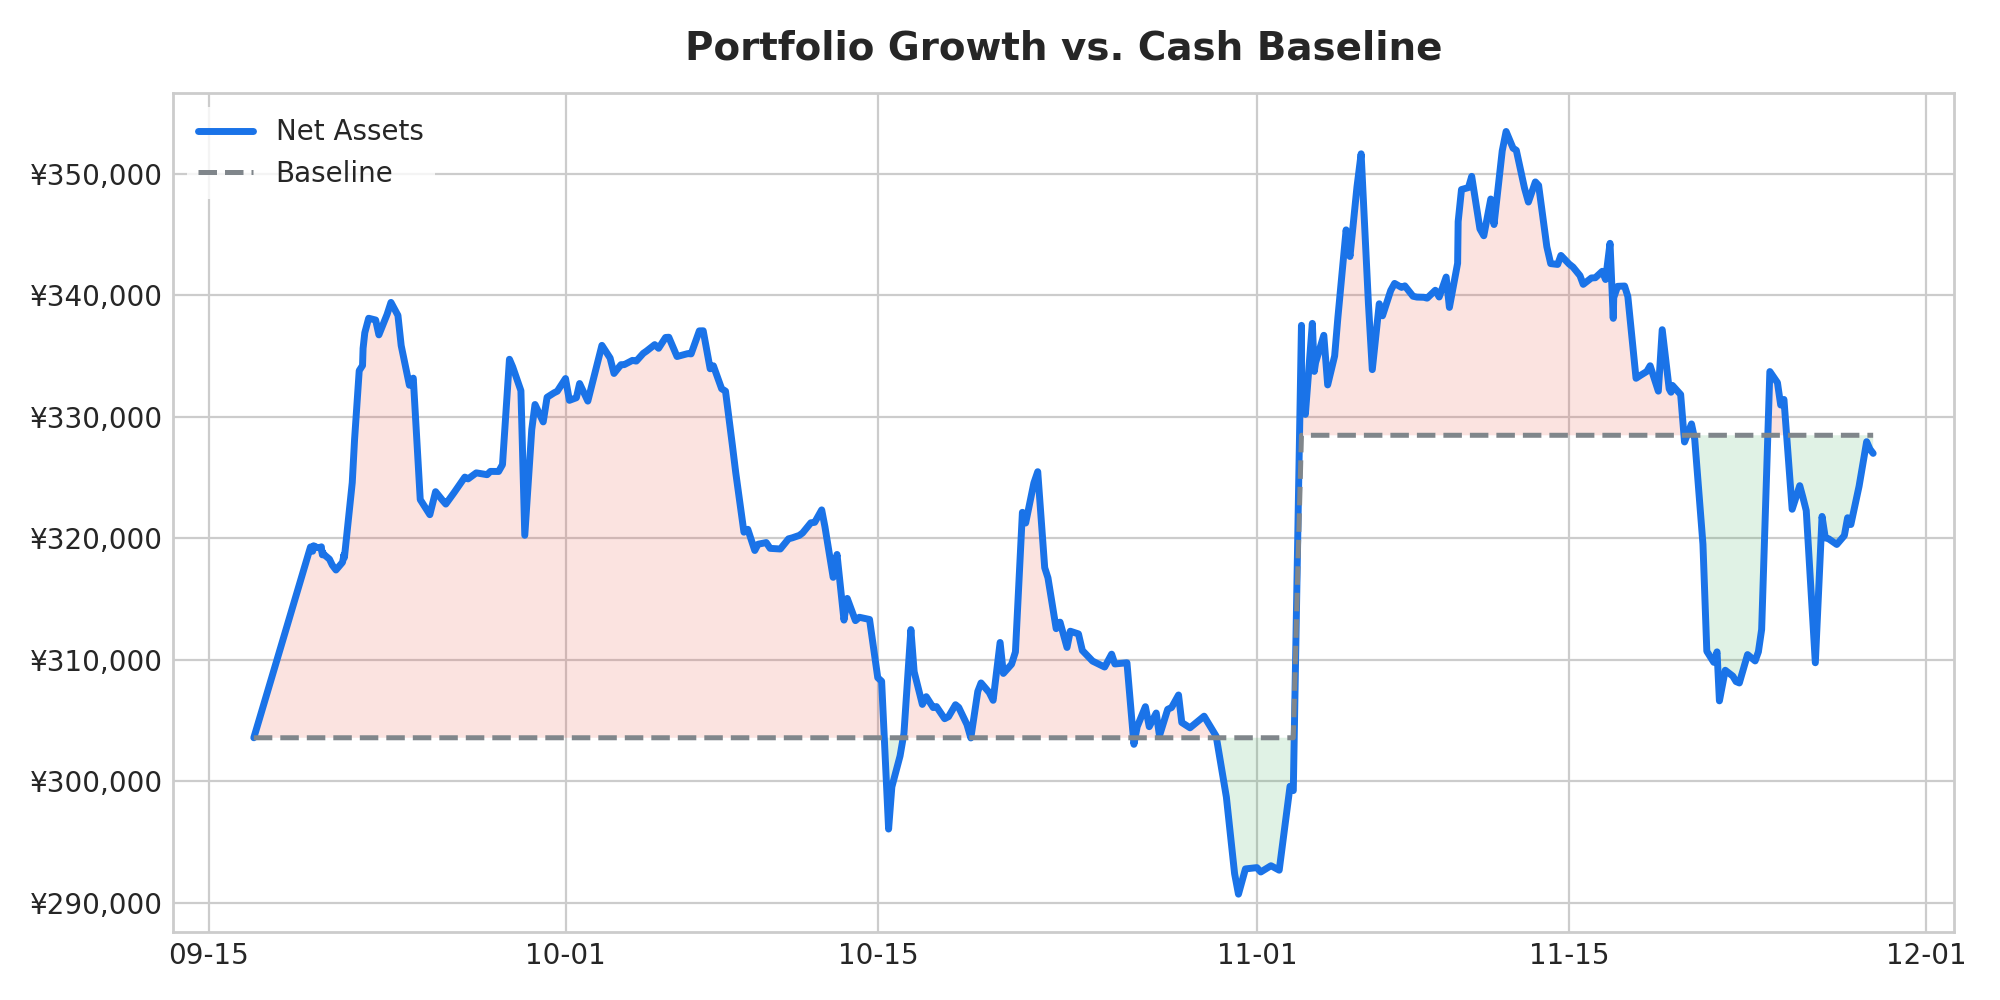 Portfolio Growth vs. Cash Baseline
Net Assets
Baseline
¥350,000
¥340,000
¥330,000
¥320,000
¥310,000
¥300,000
¥290,000
09-15 10-01 10-15 11-01 11-15 12-01